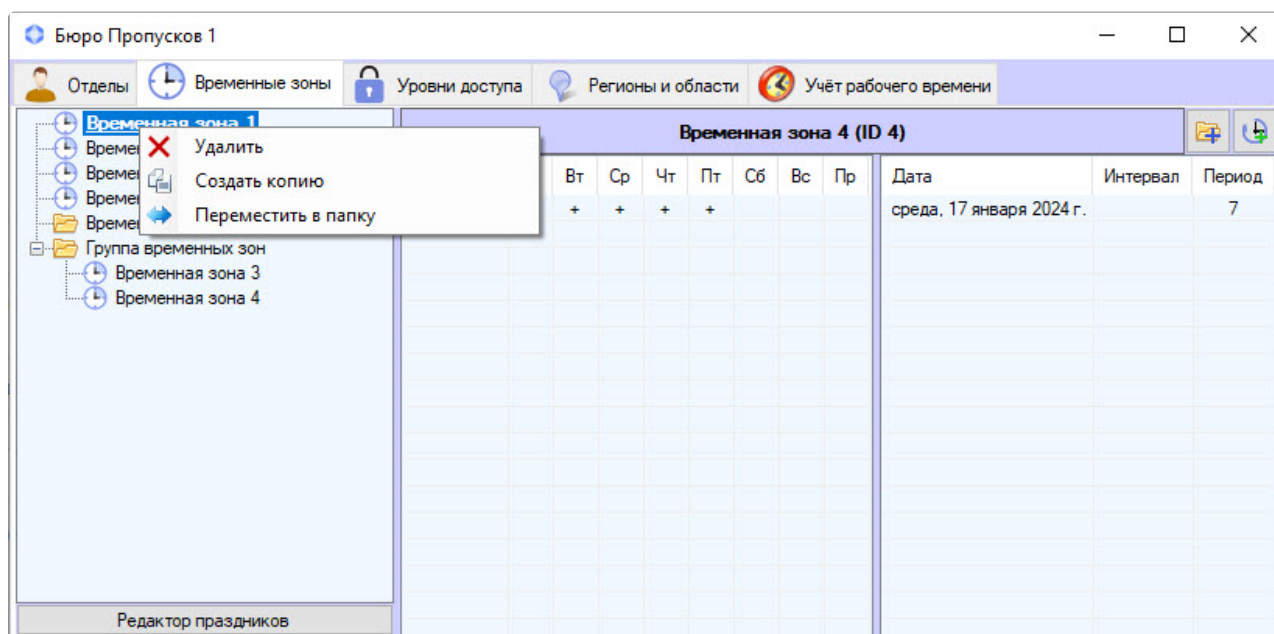 Бюро Пропусков 1
Отделы Временные зоны Уровни доступа Регионы и области Учёт рабочего времени
Временная зона 1
Удалить
Создать копию
Переместить в папку
Группа временных зон
Временная зона 3
Временная зона 4
Редактор праздников
Временная зона 4 (ID 4)
Вт Ср Чт Пт Сб Вс Пр
+ + + +
Дата Интервал Период
среда, 17 января 2024 г. 7